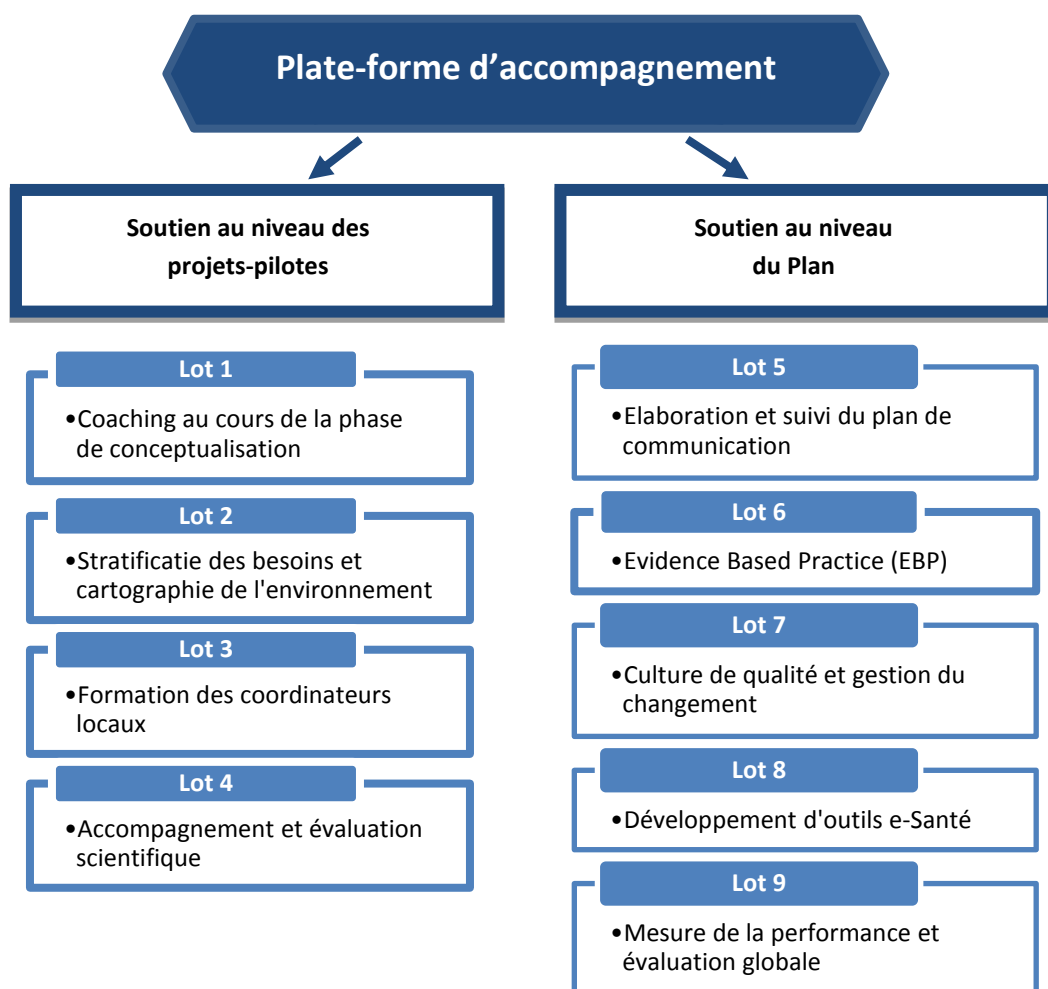 Plate-forme d’accompagnement
Soutien au niveau des
projets-pilotes
Lot 1
•Coaching au cours de la phase
de conceptualisation
Lot 2
•Stratificatie des besoins et
cartographie de l'environnement
Lot 3
•Formation des coordinateurs
locaux
Lot 4
•Accompagnement et évaluation
scientifique
Soutien au niveau
du Plan
Lot 5
•Elaboration et suivi du plan de
communication
Lot 6
•Evidence Based Practice (EBP)
Lot 7
•Culture de qualité et gestion du
changement
Lot 8
•Développement d'outils e-Santé
Lot 9
•Mesure de la performance et
évaluation globale